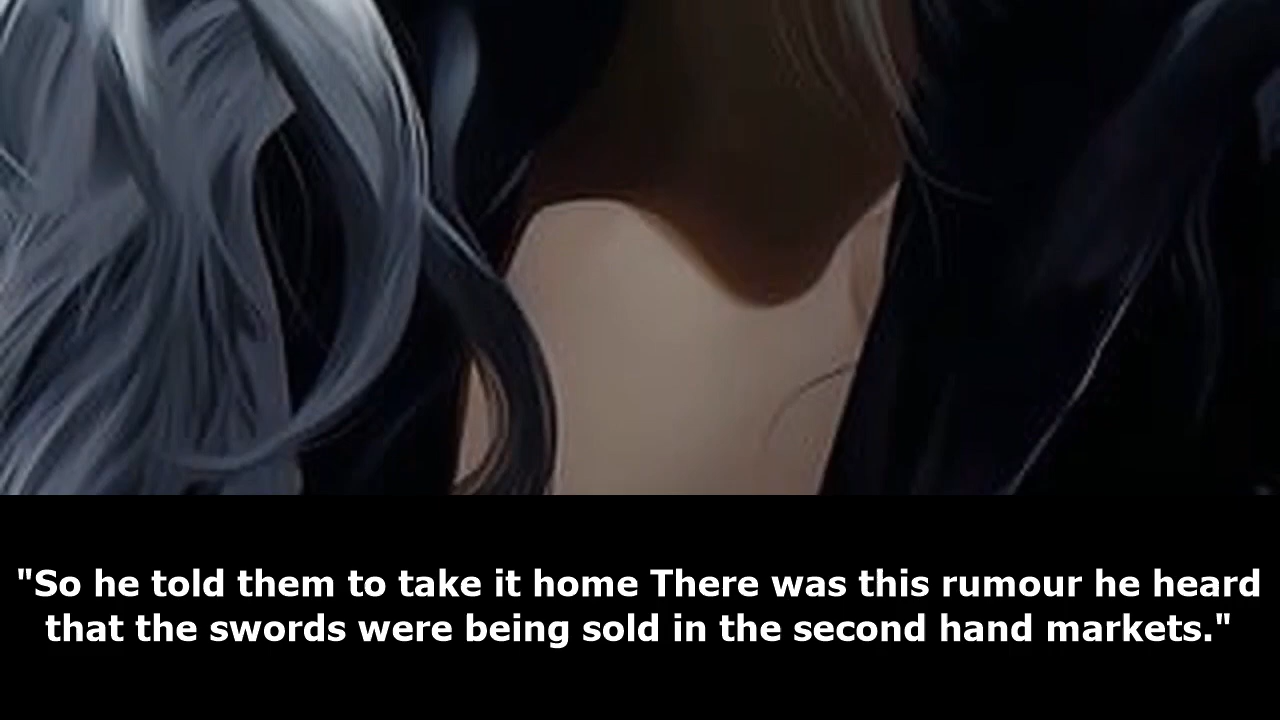 "So he told them to take it home There was this rumour he heard
that the swords were being sold in the second hand markets."